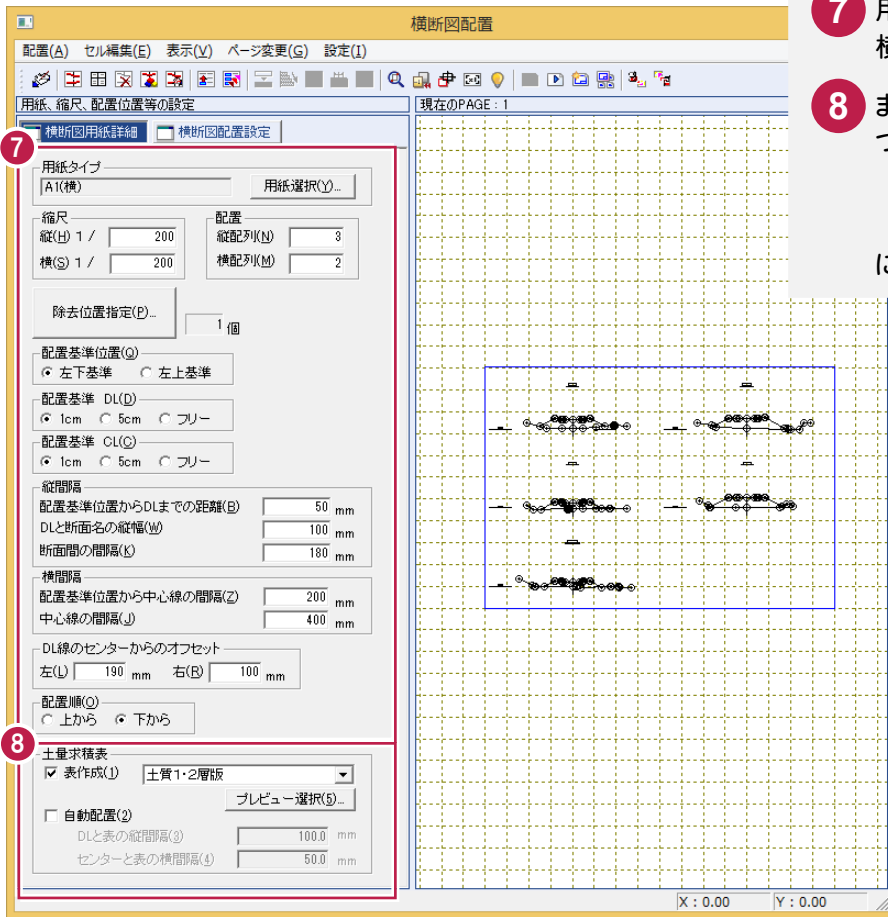 横断図配置
配置(A) セル編集(E) 表示(V) ページ変更(G) 設定(I)
用紙、縮尺、配置位置等の設定
現在のPAGE : 1
横断図用紙詳細 横断図配置設定
7
用紙タイプ
A1(横) 用紙選択(Y)...
縮尺
縦(H) 1 / 200
横(S) 1 / 200
配置
縦配列(N) 3
横配列(M) 2
除去位置指定(P)... 1 個
配置基準位置(Q)
左下基準 左上基準
配置基準 DL(D)
1cm 5cm フリー
配置基準 CL(C)
1cm 5cm フリー
縦間隔
配置基準位置からDLまでの距離(B) 50 mm
DLと断面名の縦幅(W) 100 mm
断面間の間隔(K) 180 mm
横間隔
配置基準位置から中心線の間隔(Z) 200 mm
中心線の間隔(J) 400 mm
DL線のセンターからのオフセット
左(L) 190 mm 右(R) 100 mm
配置順(O)
上から 下から
8
土量求積表
表作成(1) 土質1・2層版
プレビュー選択(5)...
自動配置(2)
DLと表の縦間隔(3) 100.0 mm
センターと表の横間隔(4) 50.0 mm
X : 0.00 Y : 0.00
7
8